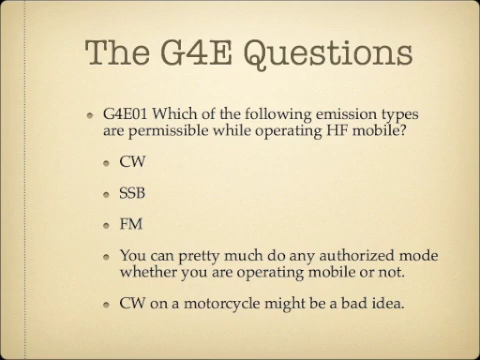 The G4E Questions
G4E01 Which of the following emission types
are permissible while operating HF mobile?
CW
SSB
FM
You can pretty much do any authorized mode
whether you are operating mobile or not.
CW on a motorcycle might be a bad idea.